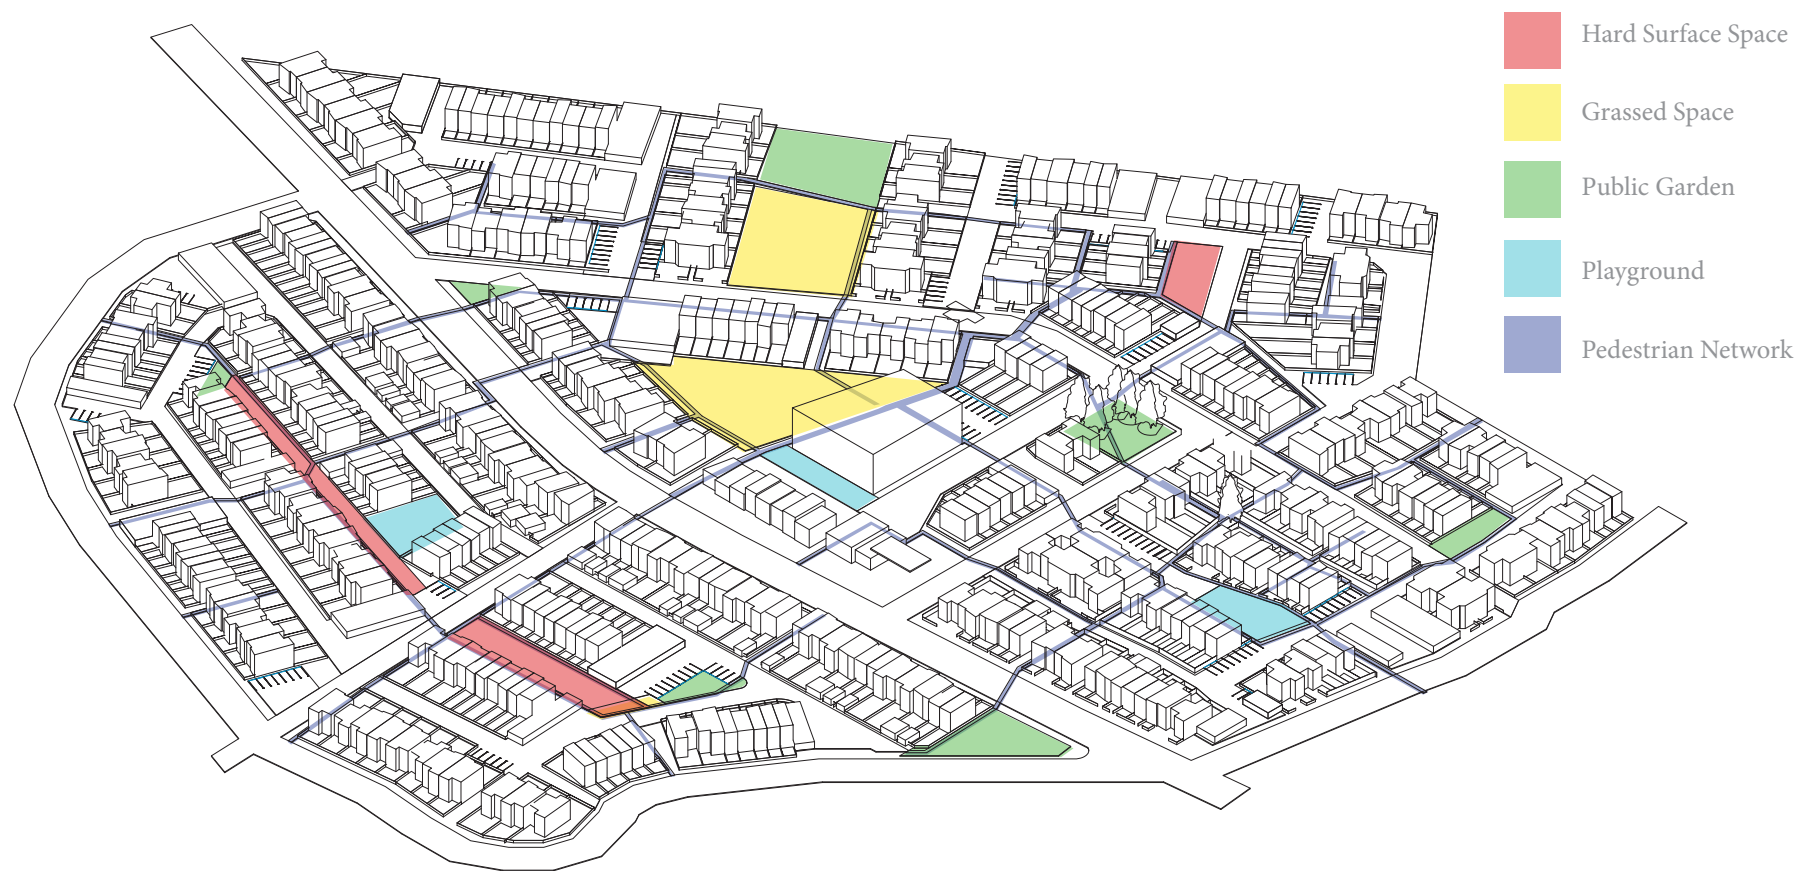 Hard Surface Space
Grassed Space
Public Garden
Playground
Pedestrian Network